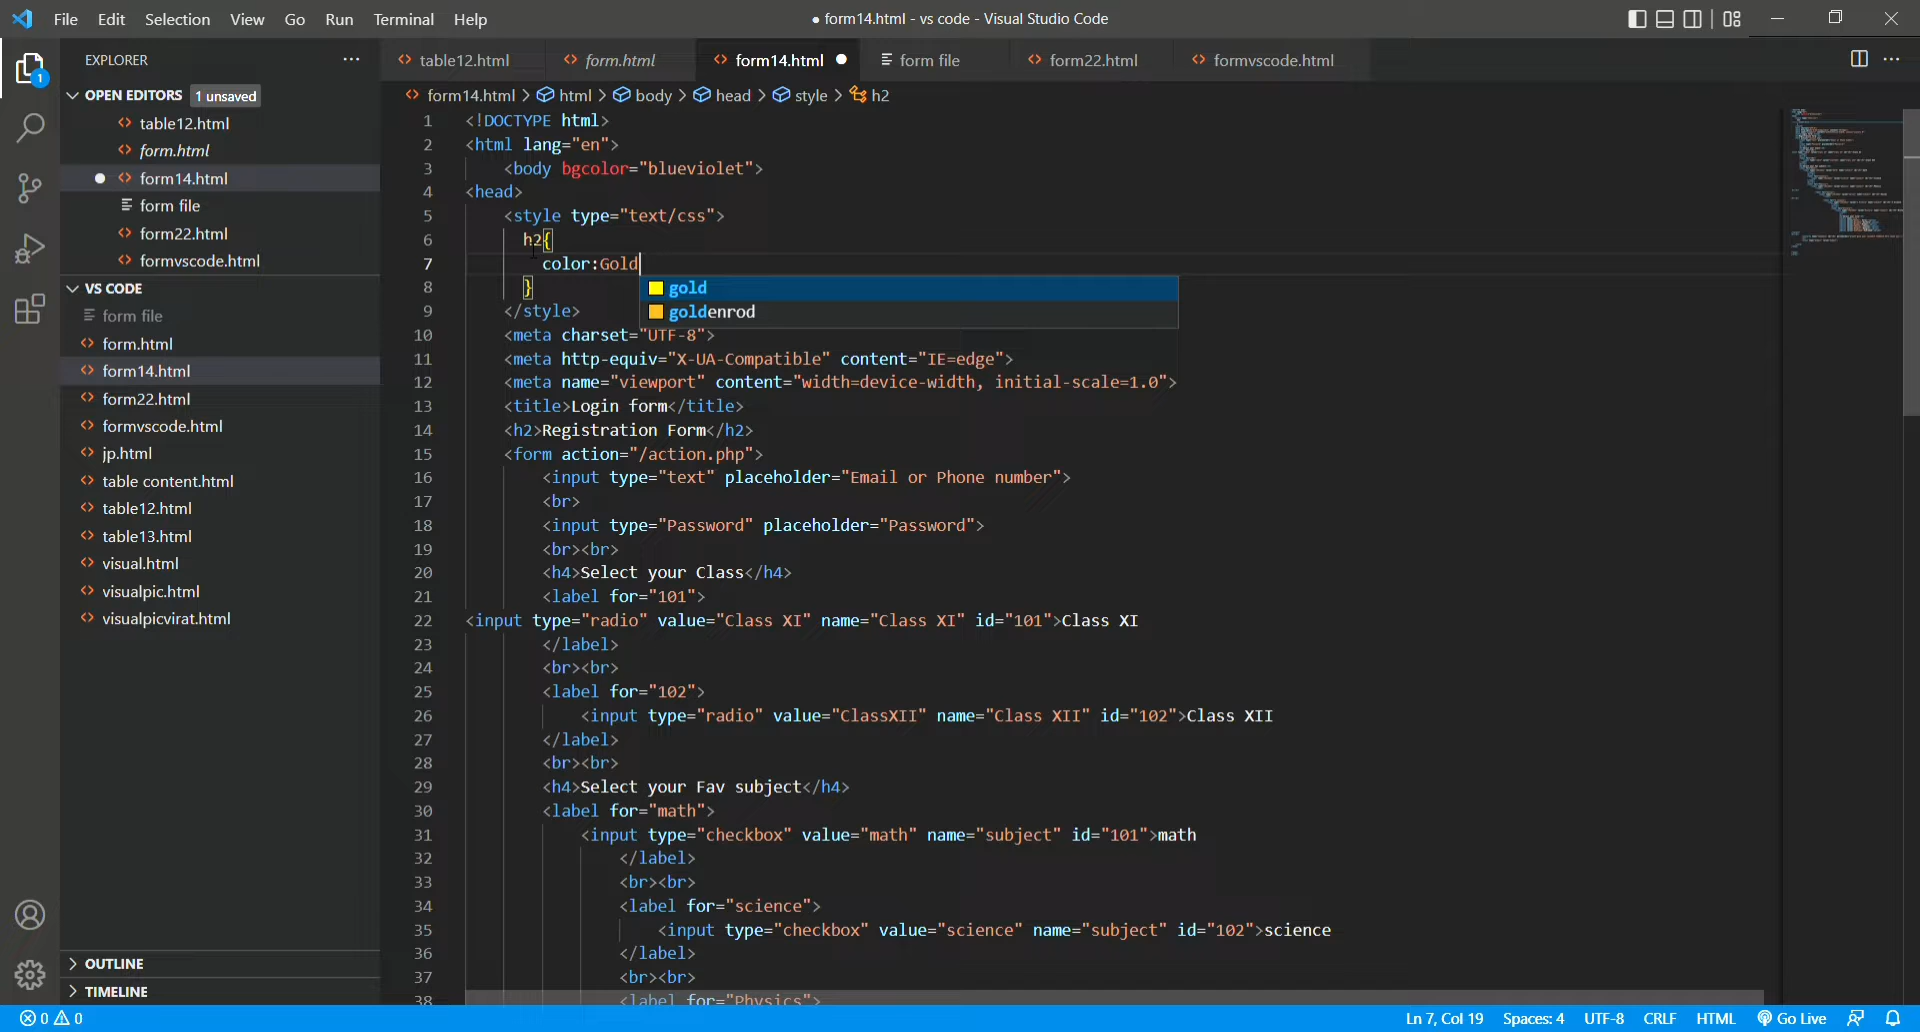 File Edit Selection View Go Run Terminal Help
● form14.html - vs code - Visual Studio Code
EXPLORER
1
OPEN EDITORS 1 unsaved
table12.html
form.html
form14.html
form file
form22.html
formvscode.html
VS CODE
form file
form.html
form14.html
form22.html
formvscode.html
jp.html
table content.html
table12.html
table13.html
visual.html
visualpic.html
visualpicvirat.html
OUTLINE
TIMELINE
table12.html form.html form14.html form file form22.html formvscode.html
form14.html > html > body > head > style > h2
1 <!DOCTYPE html>
2 <html lang="en">
3 <body bgcolor="blueviolet">
4 <head>
5 <style type="text/css">
6 h2{
7 color:Gold
gold
8 }
goldenrod
9 </style>
10 <meta charset="UTF-8">
11 <meta http-equiv="X-UA-Compatible" content="IE=edge">
12 <meta name="viewport" content="width=device-width, initial-scale=1.0">
13 <title>Login form</title>
14 <h2>Registration Form</h2>
15 <form action="/action.php">
16 <input type="text" placeholder="Email or Phone number">
17 <br>
18 <input type="Password" placeholder="Password">
19 <br><br>
20 <h4>Select your Class</h4>
21 <label for="101">
22 <input type="radio" value="Class XI" name="Class XI" id="101">Class XI
23 </label>
24 <br><br>
25 <label for="102">
26 <input type="radio" value="ClassXII" name="Class XII" id="102">Class XII
27 </label>
28 <br><br>
29 <h4>Select your Fav subject</h4>
30 <label for="math">
31 <input type="checkbox" value="math" name="subject" id="101">math
32 </label>
33 <br><br>
34 <label for="science">
35 <input type="checkbox" value="science" name="subject" id="102">science
36 </label>
37 <br><br>
38 <label for="Physics">
0 0 Ln 7, Col 19 Spaces: 4 UTF-8 CRLF HTML Go Live